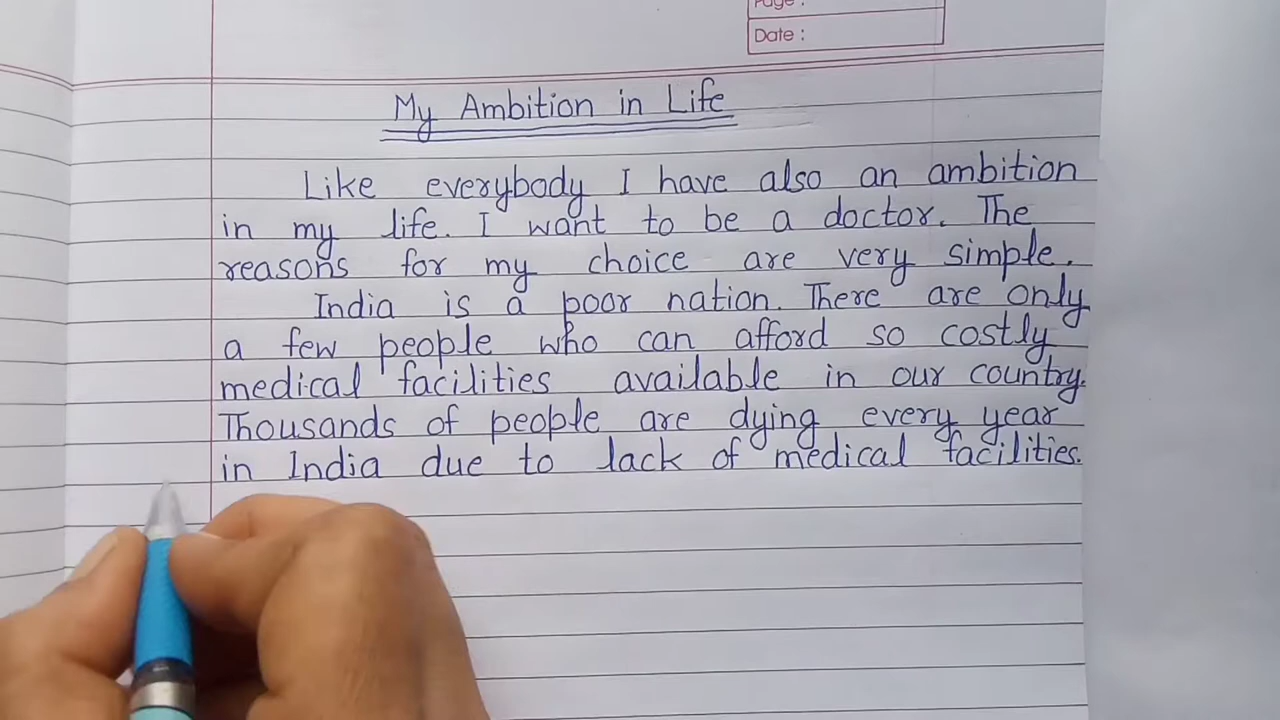 Page :
Date :
My Ambition in Life
Like everybody I have also an ambition
in my life. I want to be a doctor. The
reasons for my choice are very simple.
India is a poor nation. There are only
a few people who can afford so costly
medical facilities available in our country.
Thousands of people are dying every year
in India due to lack of medical facilities.